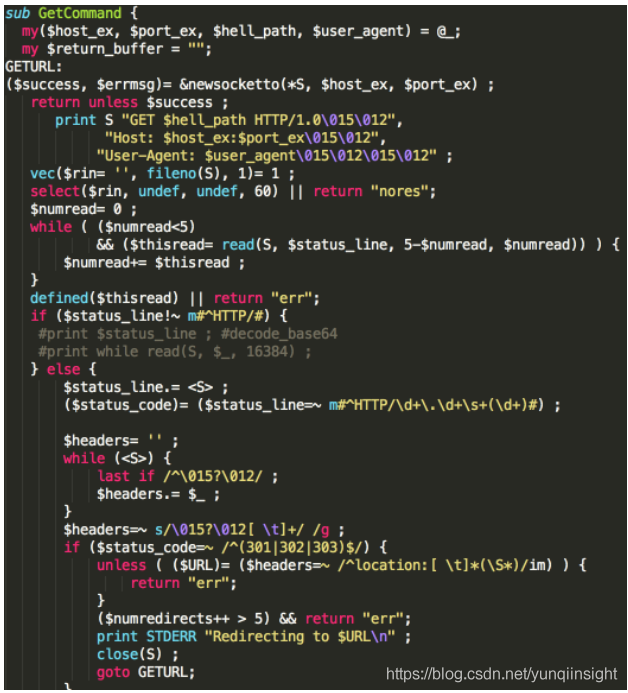 sub GetCommand {
  my($host_ex, $port_ex, $hell_path, $user_agent) = @_;
  my $return_buffer = "";
GETURL:
($success, $errmsg)= &newsocketto(*S, $host_ex, $port_ex) ;
   return unless $success ;
      print S "GET $hell_path HTTP/1.0\015\012",
            "Host: $host_ex:$port_ex\015\012",
           "User-Agent: $user_agent\015\012\015\012" ;
   vec($rin= '', fileno(S), 1)= 1 ;
   select($rin, undef, undef, 60) || return "nores";
   $numread= 0 ;
   while ( ($numread<5)
           && ($thisread= read(S, $status_line, 5-$numread, $numread)) ) {
       $numread+= $thisread ;
   }
   defined($thisread) || return "err";
   if ($status_line!~ m#^HTTP/#) {
    #print $status_line ; #decode_base64
    #print while read(S, $_, 16384) ;
   } else {
       $status_line.= <S> ;
       ($status_code)= ($status_line=~ m#^HTTP/\d+\.\d+\s+(\d+)#) ;

       $headers= '' ;
       while (<S>) {
           last if /^\015?\012/ ;
           $headers.= $_ ;
       }
       $headers=~ s/\015?\012[ \t]+/ /g ;
       if ($status_code=~ /^(301|302|303)$/) {
           unless ( ($URL)= ($headers=~ /^location:[ \t]*(\S*)/im) ) {
               return "err";
           }
           ($numredirects++ > 5) && return "err";
           print STDERR "Redirecting to $URL\n" ;
           close(S) ;
           goto GETURL;
       }
https://blog.csdn.net/yunqiinsight